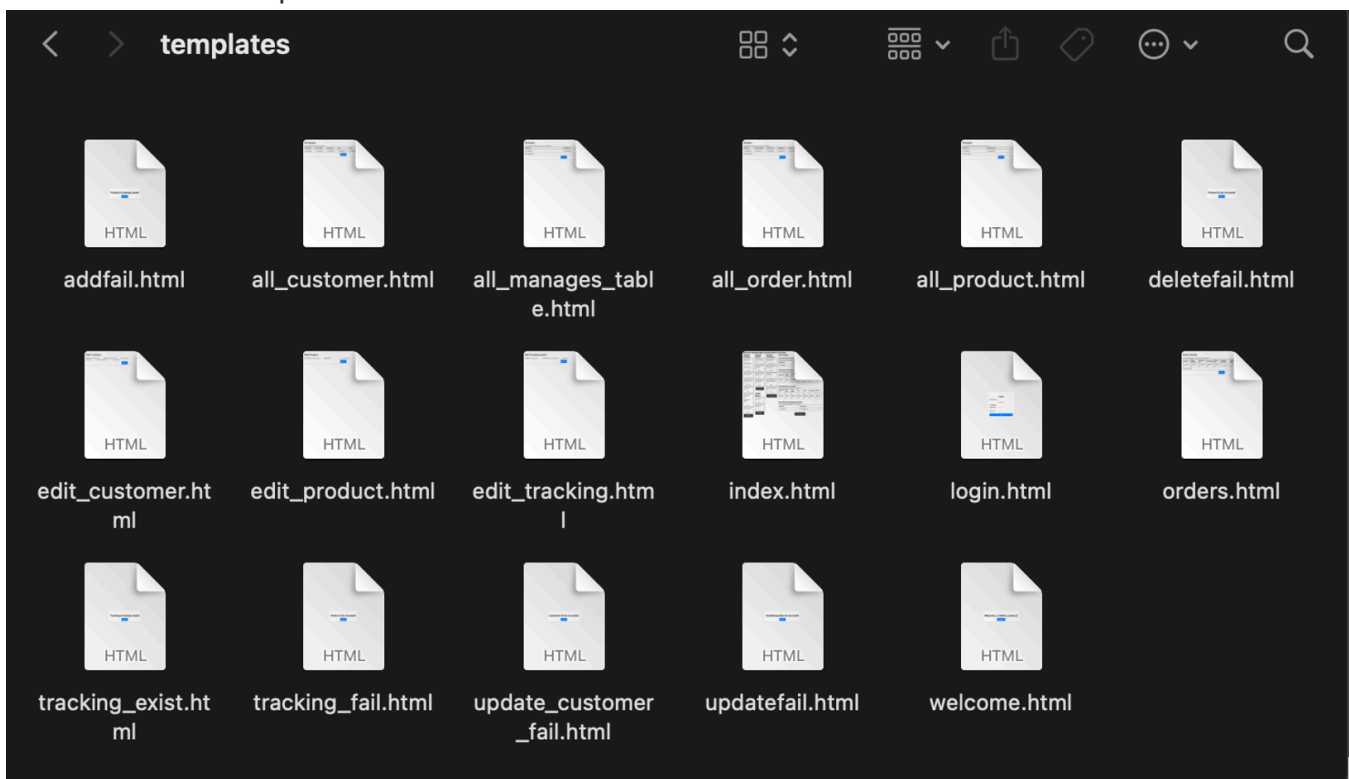 templates
HTML
HTML
HTML
HTML
HTML
HTML
addfail.html
all_customer.html
all_manages_tabl
e.html
all_order.html
all_product.html
deletefail.html
HTML
HTML
HTML
HTML
HTML
HTML
edit_customer.ht
ml
edit_product.html
edit_tracking.htm
l
index.html
login.html
orders.html
HTML
HTML
HTML
HTML
HTML
tracking_exist.ht
ml
tracking_fail.html
update_customer
_fail.html
updatefail.html
welcome.html